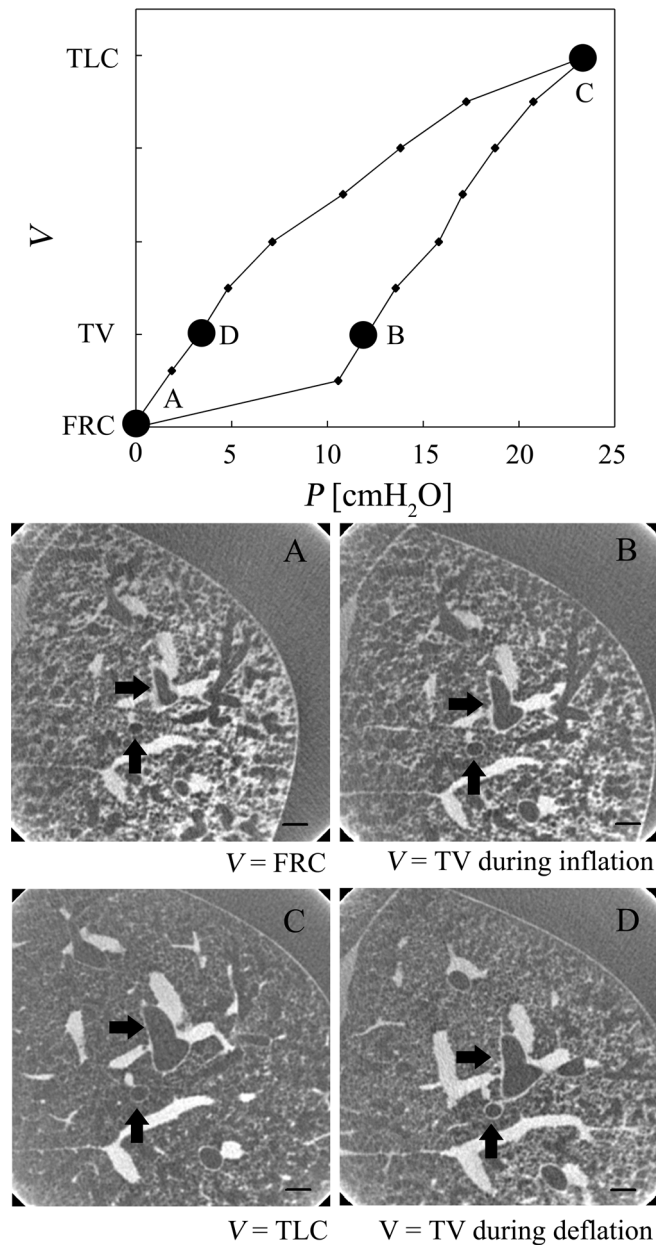 TLC
C
V
TV
D
B
A
FRC
0 5 10 15 20 25
P [cmH₂O]
A
B
V = FRC
V = TV during inflation
C
D
V = TLC
V = TV during deflation